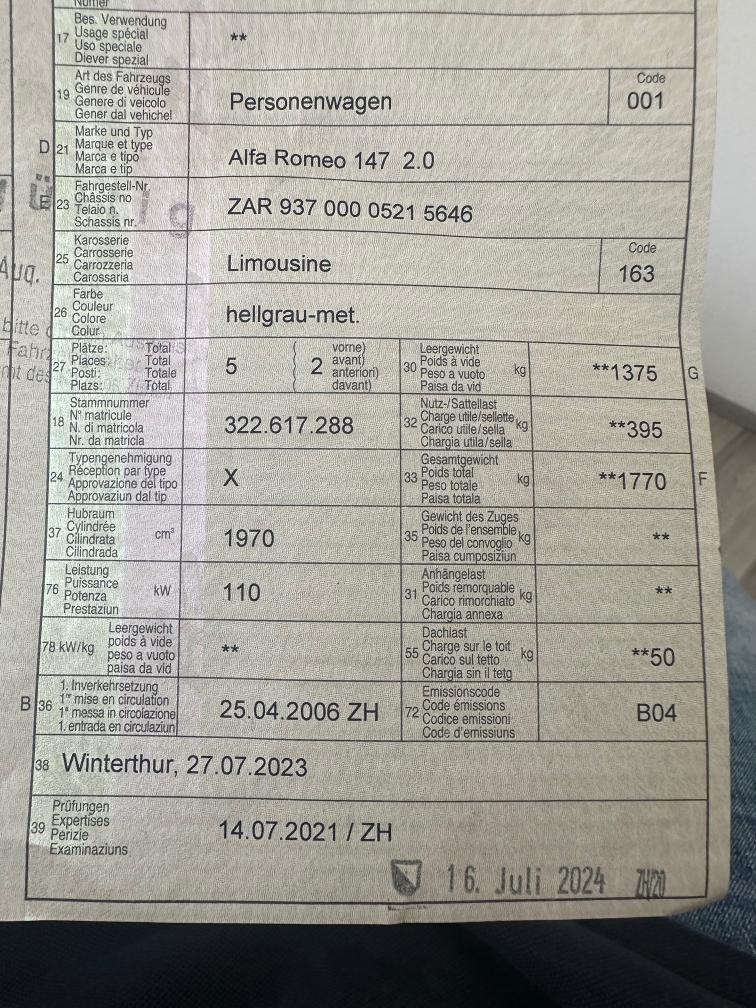 Numer
17
Bes. Verwendung
Usage spécial
Uso speciale
Diever spezial
**
19
Art des Fahrzeugs
Genre de véhicule
Genere di veicolo
Gener dal vehichel
Personenwagen
Code
001
D 21
Marke und Typ
Marque et type
Marca e tipo
Marca e tip
Alfa Romeo 147 2.0
E 23
Fahrgestell-Nr.
Châssis no
Telaio n.
Schassis nr.
ZAR 937 000 0521 5646
25
Karosserie
Carrosserie
Carrozzeria
Carossaria
Limousine
Code
163
Aug.
26
Farbe
Couleur
Colore
Colur
hellgrau-met.
bitte
27
Plätze: Total
Places: Total
Posti: Totale
Plazs: Total
5
2
vorne)
avant)
anteriori)
davant)
30
Leergewicht
Poids à vide
Peso a vuoto
Paisa da vid
kg
**1375
G
18
Stammnummer
N° matricule
N. di matricola
Nr. da matricla
322.617.288
32
Nutz-/Sattellast
Charge utile/sellette
Carico utile/sella
Chargia utila/sella
kg
**395
24
Typengenehmigung
Réception par type
Approvazione del tipo
Approvaziun dal tip
X
33
Gesamtgewicht
Poids total
Peso totale
Paisa totala
kg
**1770
F
37
Hubraum
Cylindrée
Cilindrata
Cilindrada
cm³
1970
35
Gewicht des Zuges
Poids de l'ensemble
Peso del convoglio
Paisa cumposiziun
kg
**
76
Leistung
Puissance
Potenza
Prestaziun
kW
110
31
Anhängelast
Poids remorquable
Carico rimorchiato
Chargia annexa
kg
**
78 kW/kg
Leergewicht
poids à vide
peso a vuoto
paisa da vid
**
55
Dachlast
Charge sur le toit
Carico sul tetto
Chargia sin il tetg
kg
**50
B 36
1. Inverkehrsetzung
1re mise en circulation
1a messa in circolazione
1. entrada en circulaziun
25.04.2006 ZH
72
Emissionscode
Code émissions
Codice emissioni
Code d'emissiuns
B04
38
Winterthur, 27.07.2023
39
Prüfungen
Expertises
Perizie
Examinaziuns
14.07.2021 / ZH
16. Juli 2024 ZH/20